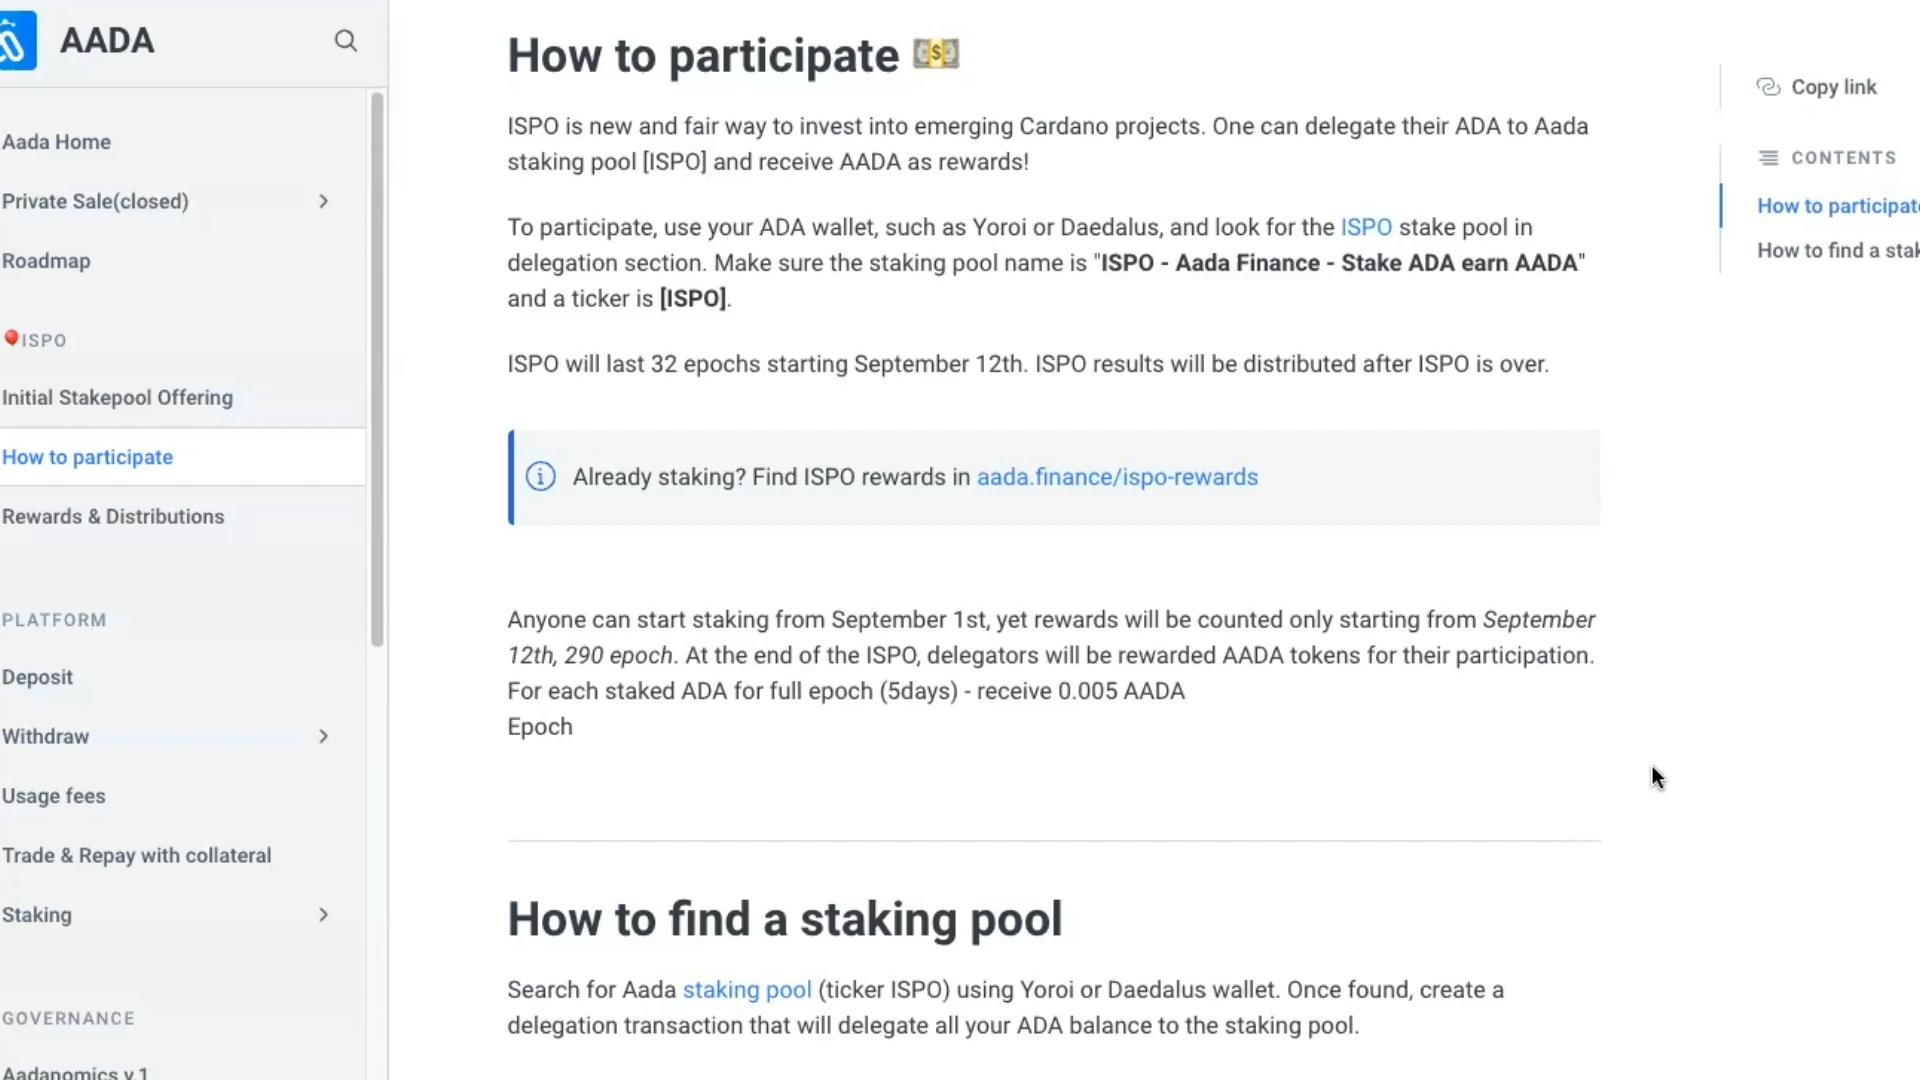 AADA
Aada Home
Private Sale(closed)
Roadmap
ISPO
Initial Stakepool Offering
How to participate
Rewards & Distributions
PLATFORM
Deposit
Withdraw
Usage fees
Trade & Repay with collateral
Staking
GOVERNANCE
Aadanomics v.1
How to participate
ISPO is new and fair way to invest into emerging Cardano projects. One can delegate their ADA to Aada
staking pool [ISPO] and receive AADA as rewards!
To participate, use your ADA wallet, such as Yoroi or Daedalus, and look for the ISPO stake pool in
delegation section. Make sure the staking pool name is "ISPO - Aada Finance - Stake ADA earn AADA"
and a ticker is [ISPO].
ISPO will last 32 epochs starting September 12th. ISPO results will be distributed after ISPO is over.
Already staking? Find ISPO rewards in aada.finance/ispo-rewards
Anyone can start staking from September 1st, yet rewards will be counted only starting from September
12th, 290 epoch. At the end of the ISPO, delegators will be rewarded AADA tokens for their participation.
For each staked ADA for full epoch (5days) - receive 0.005 AADA
Epoch
How to find a staking pool
Search for Aada staking pool (ticker ISPO) using Yoroi or Daedalus wallet. Once found, create a
delegation transaction that will delegate all your ADA balance to the staking pool.
Copy link
CONTENTS
How to participate
How to find a stak